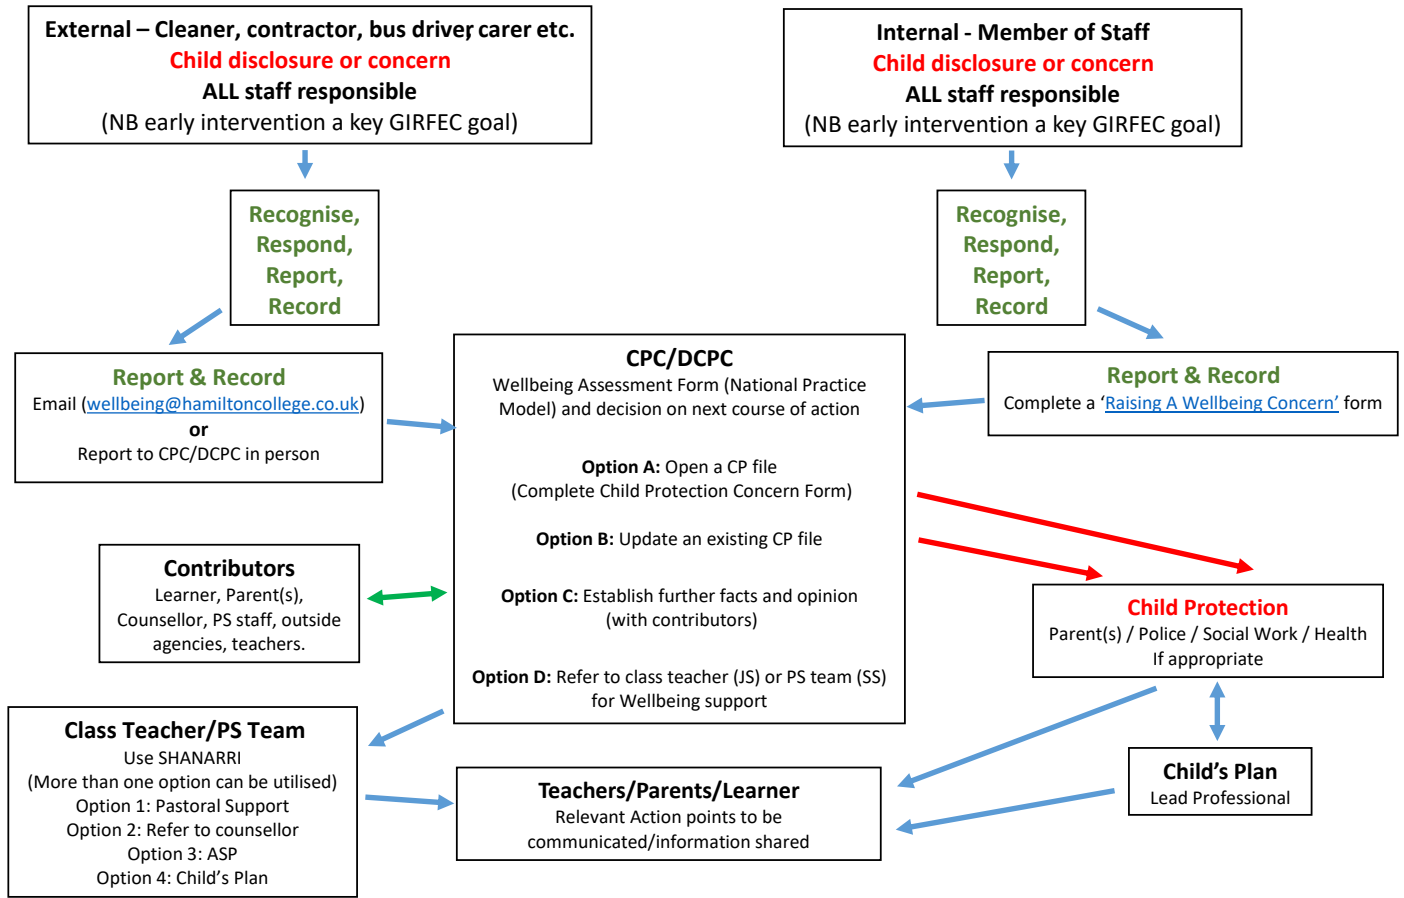 External – Cleaner, contractor, bus driver, carer etc.
Child disclosure or concern
ALL staff responsible
(NB early intervention a key GIRFEC goal)
Internal - Member of Staff
Child disclosure or concern
ALL staff responsible
(NB early intervention a key GIRFEC goal)
Recognise,
Respond,
Report,
Record
Recognise,
Respond,
Report,
Record
Report & Record
Email (wellbeing@hamiltoncollege.co.uk)
or
Report to CPC/DCPC in person
CPC/DCPC
Wellbeing Assessment Form (National Practice
Model) and decision on next course of action
Option A: Open a CP file
(Complete Child Protection Concern Form)
Option B: Update an existing CP file
Option C: Establish further facts and opinion
(with contributors)
Option D: Refer to class teacher (JS) or PS team (SS)
for Wellbeing support
Report & Record
Complete a ‘Raising A Wellbeing Concern’ form
Contributors
Learner, Parent(s),
Counsellor, PS staff, outside
agencies, teachers.
Child Protection
Parent(s) / Police / Social Work / Health
If appropriate
Class Teacher/PS Team
Use SHANARRI
(More than one option can be utilised)
Option 1: Pastoral Support
Option 2: Refer to counsellor
Option 3: ASP
Option 4: Child’s Plan
Teachers/Parents/Learner
Relevant Action points to be
communicated/information shared
Child’s Plan
Lead Professional